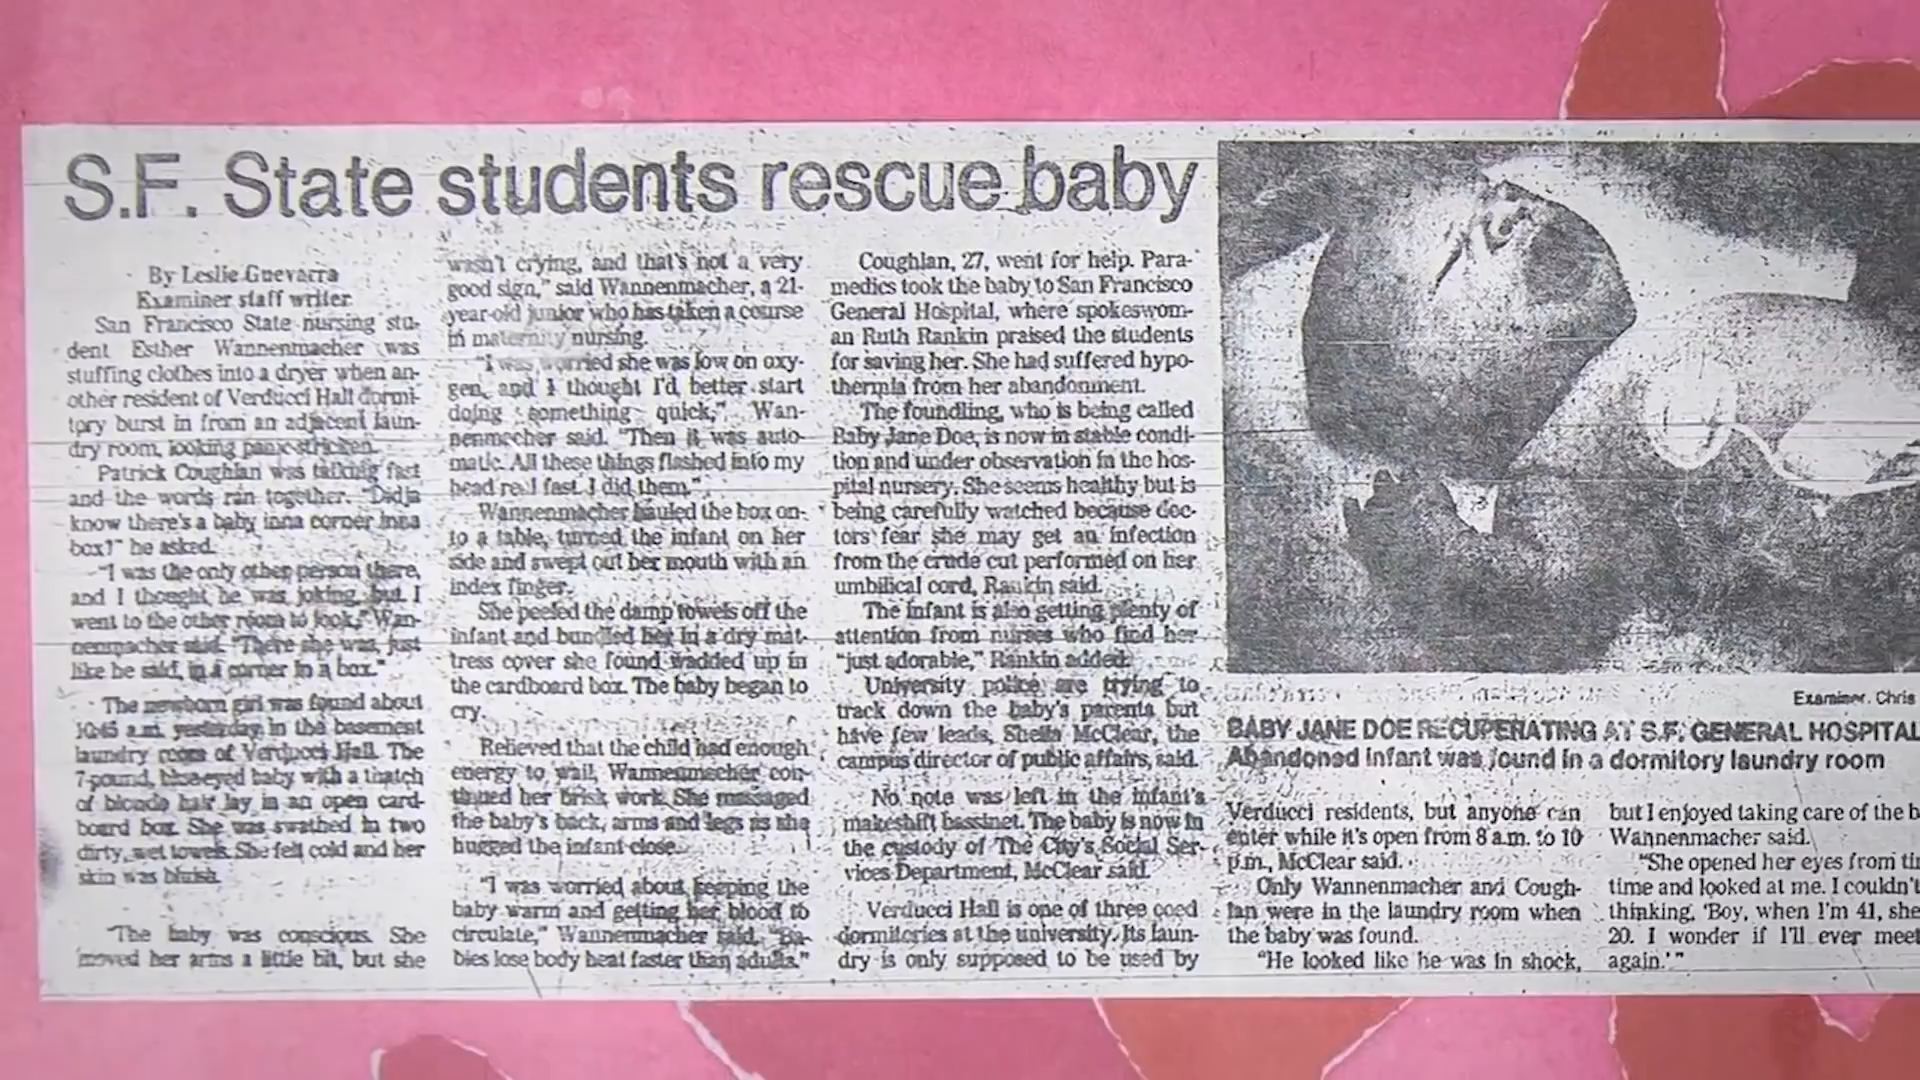 S.F. State students rescue baby
By Leslie Guevarra
Examiner staff writer
San Francisco State nursing stu-
dent Esther Wannenmacher was
stuffing clothes into a dryer when an-
other resident of Verducci Hall dormi-
tory burst in from an adjacent laun-
dry room, looking panic-stricken.
Patrick Coughlan was talking fast
and the words ran together. "Didja
know there's a baby inna corner inna
box?" he asked.
"I was the only other person there,
and I thought he was joking, but I
went to the other room to look," Wan-
nenmacher said. "There she was, just
like he said, in a corner in a box."
The newborn girl was found about
10:45 a.m. yesterday in the basement
laundry room of Verducci Hall. The
7-pound, blue-eyed baby with a thatch
of blonde hair lay in an open card-
board box. She was swathed in two
dirty, wet towels. She felt cold and her
skin was bluish.
"The baby was conscious. She
moved her arms a little bit, but she
wasn't crying, and that's not a very
good sign," said Wannenmacher, a 21-
year-old junior who has taken a course
in maternity nursing.
"I was worried she was low on oxy-
gen, and I thought I'd better start
doing something quick," Wan-
nenmacher said. "Then it was auto-
matic. All these things flashed into my
head real fast. I did them."
Wannenmacher hauled the box on-
to a table, turned the infant on her
side and swept out her mouth with an
index finger.
She peeled the damp towels off the
infant and bundled her in a dry mat-
tress cover she found wadded up in
the cardboard box. The baby began to
cry.
Relieved that the child had enough
energy to wail, Wannenmacher con-
tinued her brisk work. She massaged
the baby's back, arms and legs as she
hugged the infant close.
"I was worried about keeping the
baby warm and getting her blood to
circulate," Wannenmacher said. "Ba-
bies lose body heat faster than adults."
Coughlan, 27, went for help. Para-
medics took the baby to San Francisco
General Hospital, where spokeswom-
an Ruth Rankin praised the students
for saving her. She had suffered hypo-
thermia from her abandonment.
The foundling, who is being called
Baby Jane Doe, is now in stable condi-
tion and under observation in the hos-
pital nursery. She seems healthy but is
being carefully watched because doc-
tors fear she may get an infection
from the crude cut performed on her
umbilical cord, Rankin said.
The infant is also getting plenty of
attention from nurses who find her
"just adorable," Rankin added.
University police are trying to
track down the baby's parents but
have few leads, Sheila McClear, the
campus director of public affairs, said.
No note was left in the infant's
makeshift bassinet. The baby is now in
the custody of The City's Social Ser-
vices Department, McClear said.
Verducci Hall is one of three coed
dormitories at the university. Its laun-
dry is only supposed to be used by
Examiner, Chris
BABY JANE DOE RECUPERATING AT S.F. GENERAL HOSPITAL
Abandoned infant was found in a dormitory laundry room
Verducci residents, but anyone can
enter while it's open from 8 a.m. to 10
p.m., McClear said.
Only Wannenmacher and Cough-
lan were in the laundry room when
the baby was found.
"He looked like he was in shock,
but I enjoyed taking care of the b
Wannenmacher said.
"She opened her eyes from tim
time and looked at me. I couldn't
thinking, 'Boy, when I'm 41, she
20. I wonder if I'll ever meet
again.'"